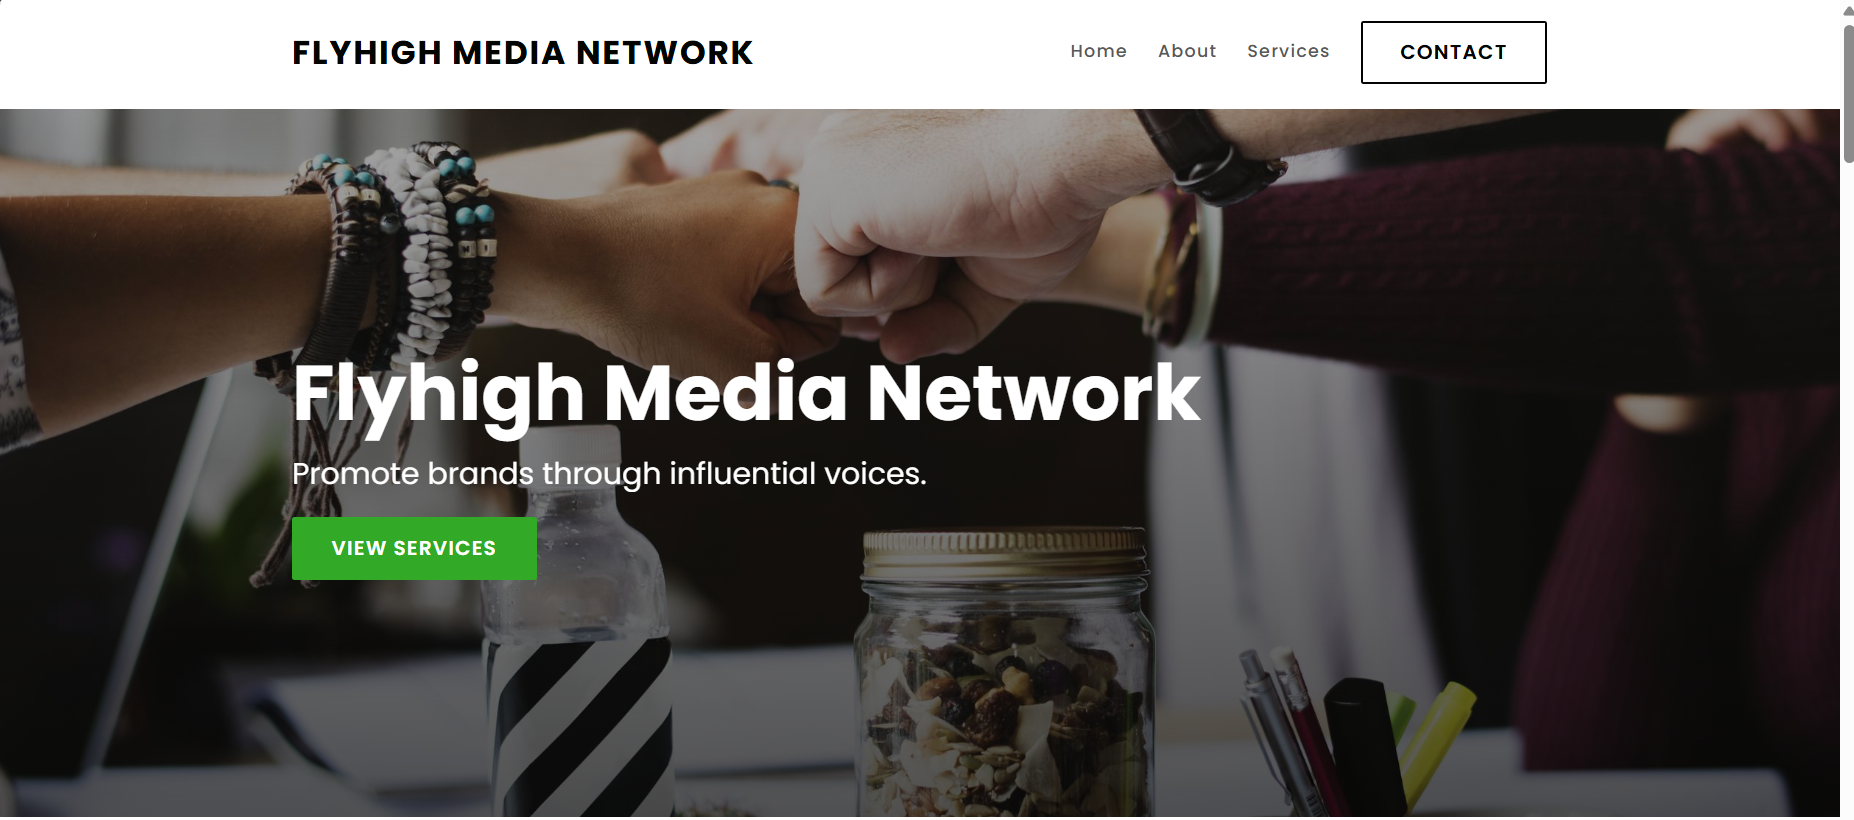 FLYHIGH MEDIA NETWORK
Home About Services CONTACT
Flyhigh Media Network
Promote brands through influential voices.
VIEW SERVICES